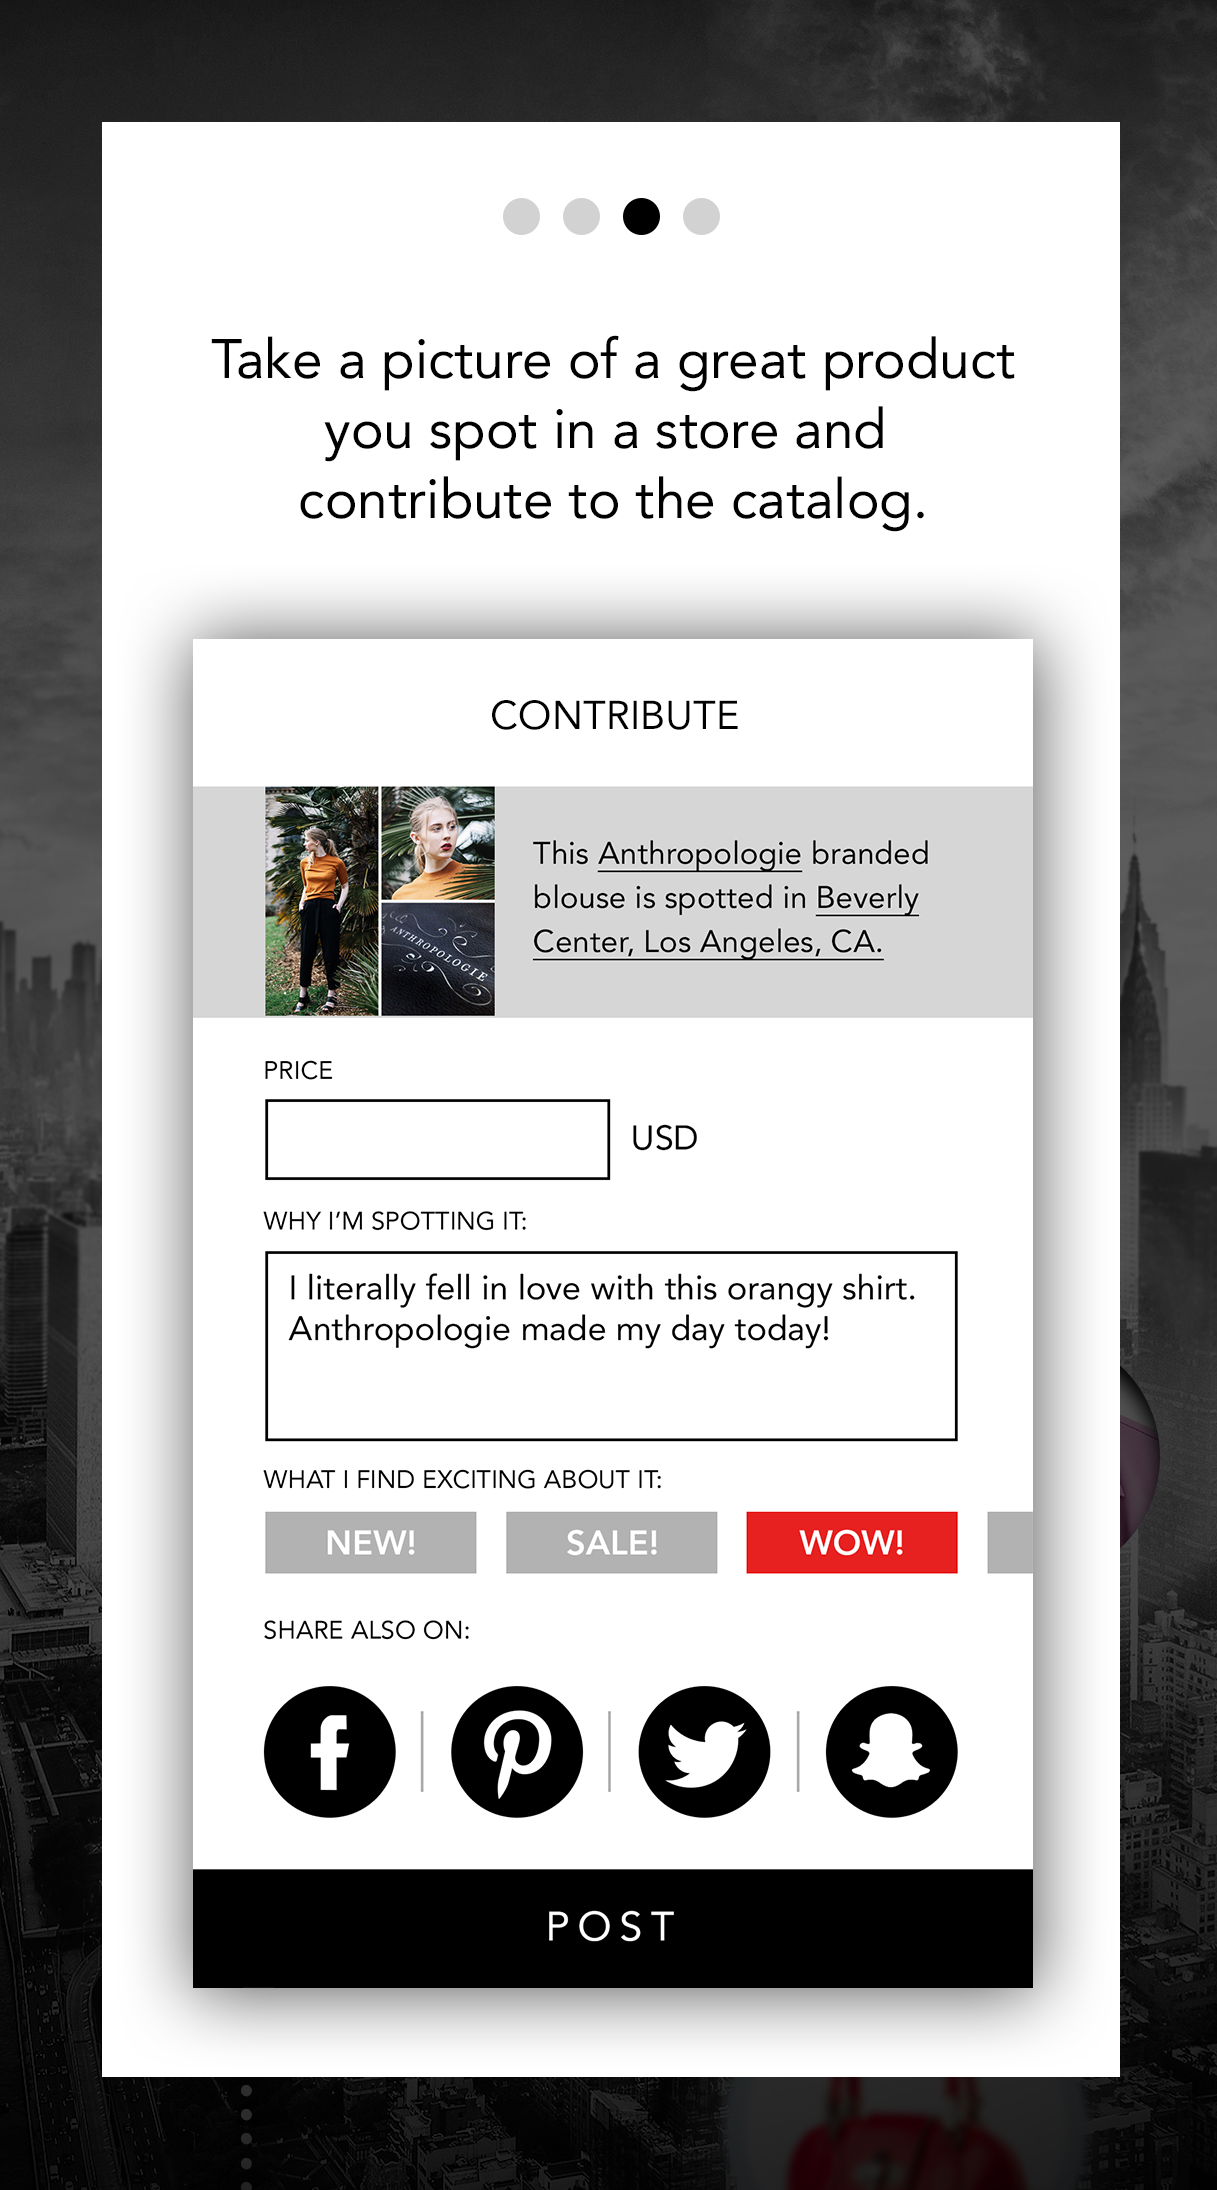 Take a picture of a great product
you spot in a store and
contribute to the catalog.
CONTRIBUTE
ANTHROPOLOGIE
This Anthropologie branded
blouse is spotted in Beverly
Center, Los Angeles, CA.
PRICE
USD
WHY I’M SPOTTING IT:
I literally fell in love with this orangy shirt.
Anthropologie made my day today!
WHAT I FIND EXCITING ABOUT IT:
NEW!
SALE!
WOW!
SHARE ALSO ON:
POST